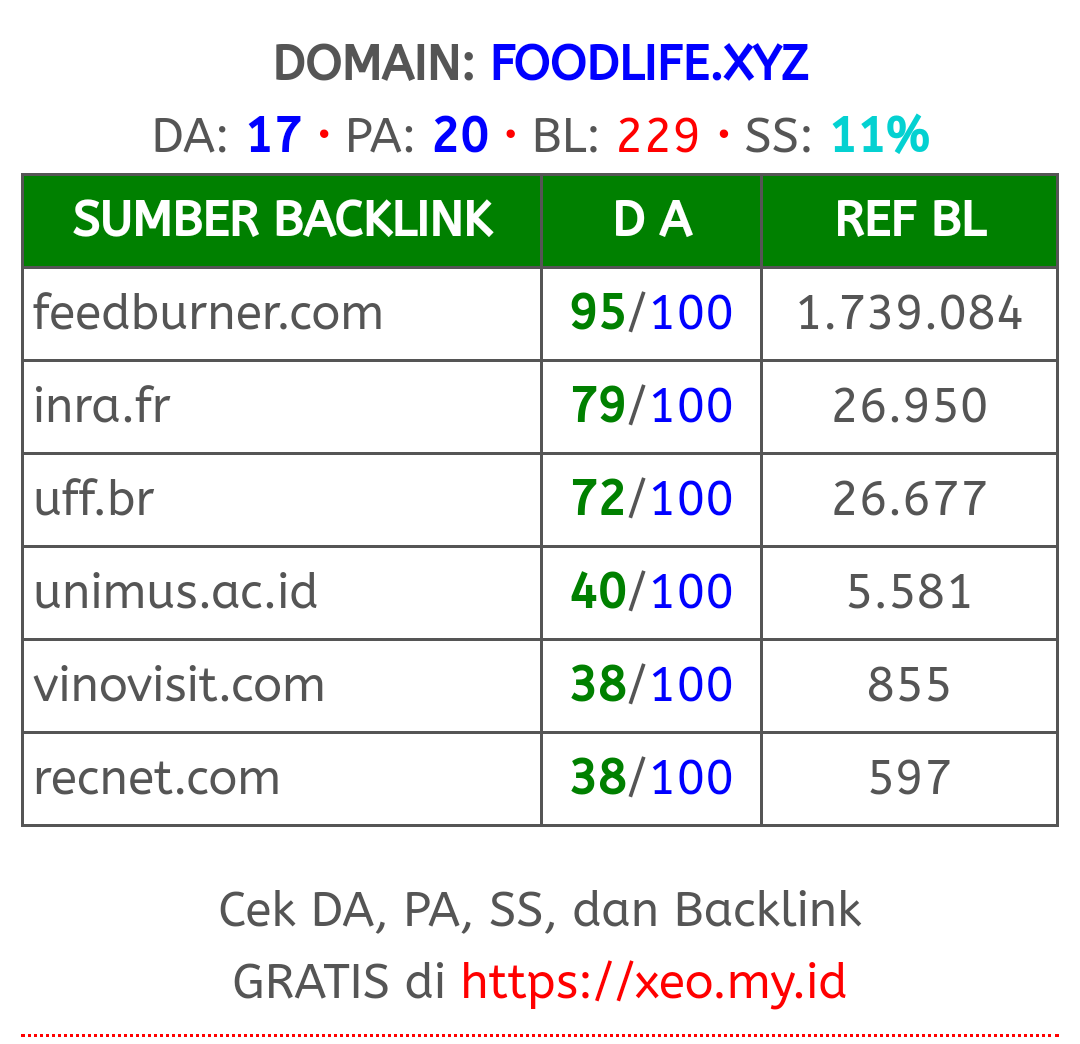 DOMAIN: FOODLIFE.XYZ
DA: 17 • PA: 20 • BL: 229 • SS: 11%
SUMBER BACKLINK D A REF BL
feedburner.com 95/100 1.739.084
inra.fr 79/100 26.950
uff.br 72/100 26.677
unimus.ac.id 40/100 5.581
vinovisit.com 38/100 855
recnet.com 38/100 597
Cek DA, PA, SS, dan Backlink
GRATIS di https://xeo.my.id